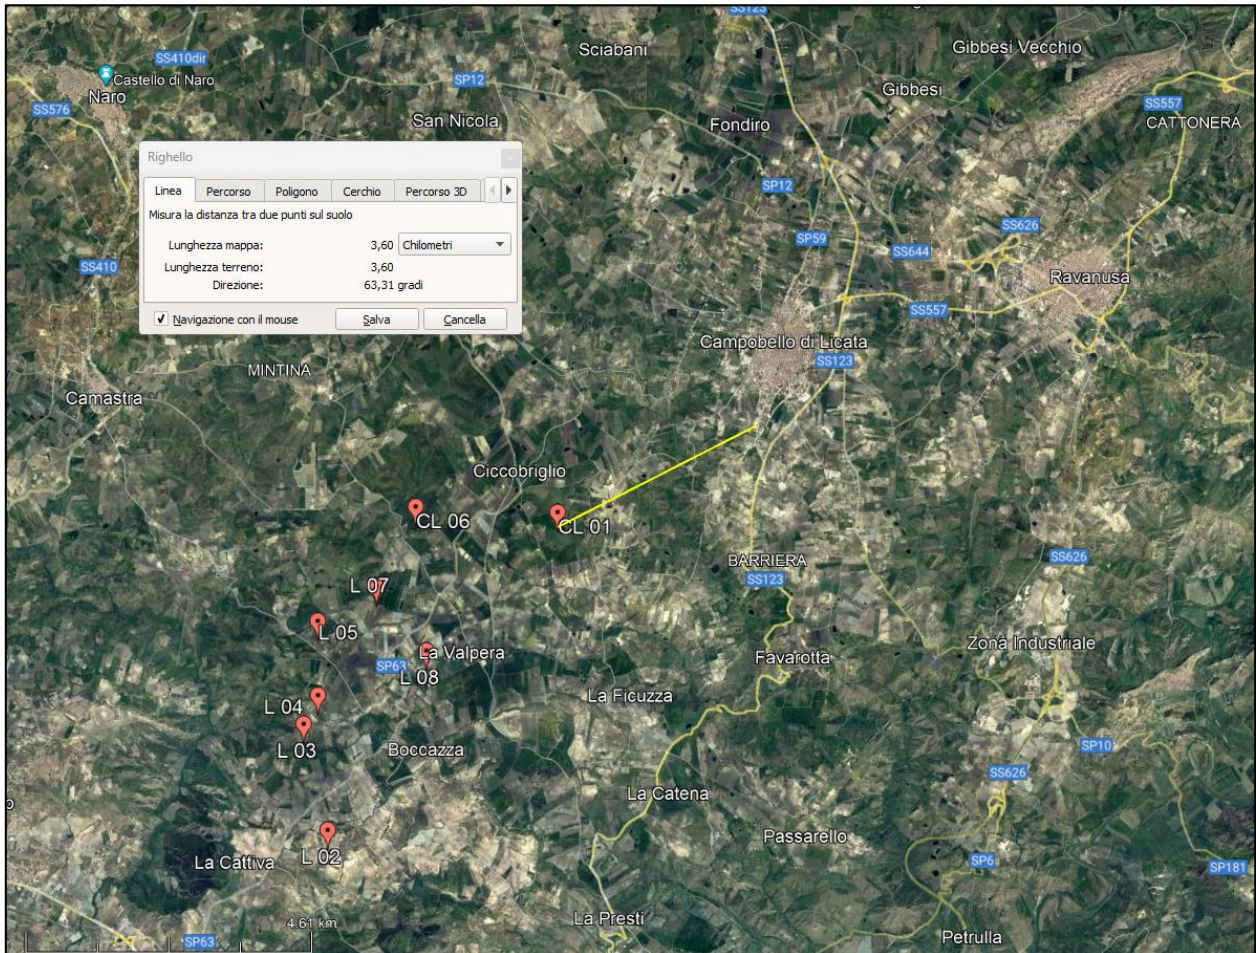 SS123
Sciabani
Gibbesi Vecchio
SS410dir
Castello di Naro
Naro
SP12
Gibbesi
SS576
San Nicola
Fondiro
SS557
CATTONERA
Righello
Linea Percorso Poligono Cerchio Percorso 3D
Misura la distanza tra due punti sul suolo
Lunghezza mappa: 3,60 Chilometri
Lunghezza terreno: 3,60
Direzione: 63,31 gradi
Navigazione con il mouse Salva Cancella
SP12
SS626
SP59
SS644
SS410
Ravanusa
SS557
Campobello di Licata
SS123
MINTINA
Camastra
Ciccobriglio
CL 06
CL 01
BARRIERA
SS626
SS123
L 07
L 05
La Valpera
SP63
L 08
Favarotta
Zona Industriale
La Ficuzza
L 04
L 03
Boccazza
SP10
SS626
La Catena
Passarello
L 02
La Cattiva
SP6
SP181
La Presti
4.61 km
SP63
Petrulla